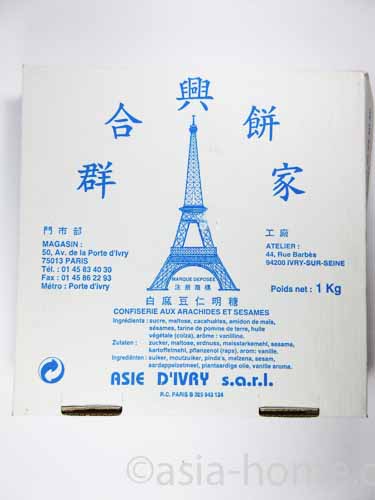 群合興餅家
MARQUE DEPOSÉE
注冊商標
門市部
MAGASIN :
50, Av. de la Porte d'Ivry
75013 PARIS
Tél. : 01 45 83 40 30
Fax : 01 45 86 22 93
Métro : Porte d'ivry
工廠
ATELIER :
44, Rue Barbès
94200 IVRY-SUR-SEINE
Poids net : 1 Kg
白麻豆仁明糖
CONFISERIE AUX ARACHIDES ET SESAMES
Ingrédients : sucre, maltose, cacahuètes, amidon de maïs,
sésames, farine de pomme de terre, huile
végétale (colza), arôme : vanilline.
Zutaten : zucker, maltose, erdnuss, maisstarkemehl, sesame,
kartoffelmehl, pflanzenol (raps), arom: vanille.
Ingrediënten : suiker, moutzuiker, pinda's, maïzena, sesam,
aardappelzetmeel, plantaardige olie, vanille aroma.
ASIE D'IVRY s.a.r.l.
R.C. PARIS B 325 943 124
©asia-home.c